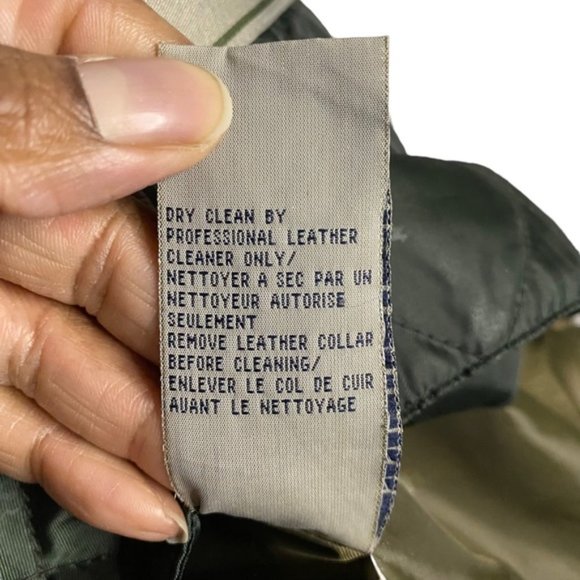 DRY CLEAN BY
PROFESSIONAL LEATHER
CLEANER ONLY/
NETTOYER A SEC PAR UN
NETTOYEUR AUTORISE
SEULEMENT
REMOVE LEATHER COLLAR
BEFORE CLEANING/
ENLEVER LE COL DE CUIR
AVANT LE NETTOYAGE